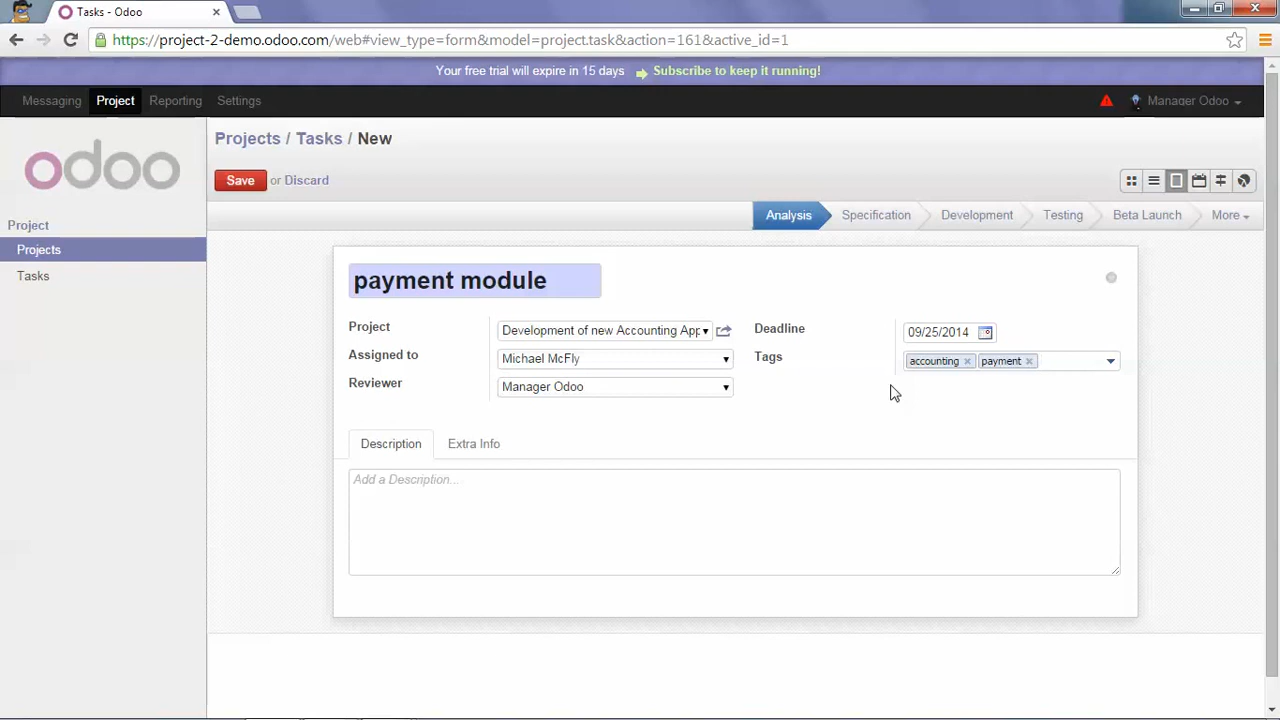 Tasks - Odoo
https://project-2-demo.odoo.com/web#view_type=form&model=project.task&action=161&active_id=1
Your free trial will expire in 15 days Subscribe to keep it running!
Messaging Project Reporting Settings Manager Odoo
odoo
Projects / Tasks / New
Save or Discard
Project
Projects
Tasks
Analysis Specification Development Testing Beta Launch More
payment module
Project Development of new Accounting App
Deadline 09/25/2014
Assigned to Michael McFly
Tags accounting payment
Reviewer Manager Odoo
Description Extra Info
Add a Description...